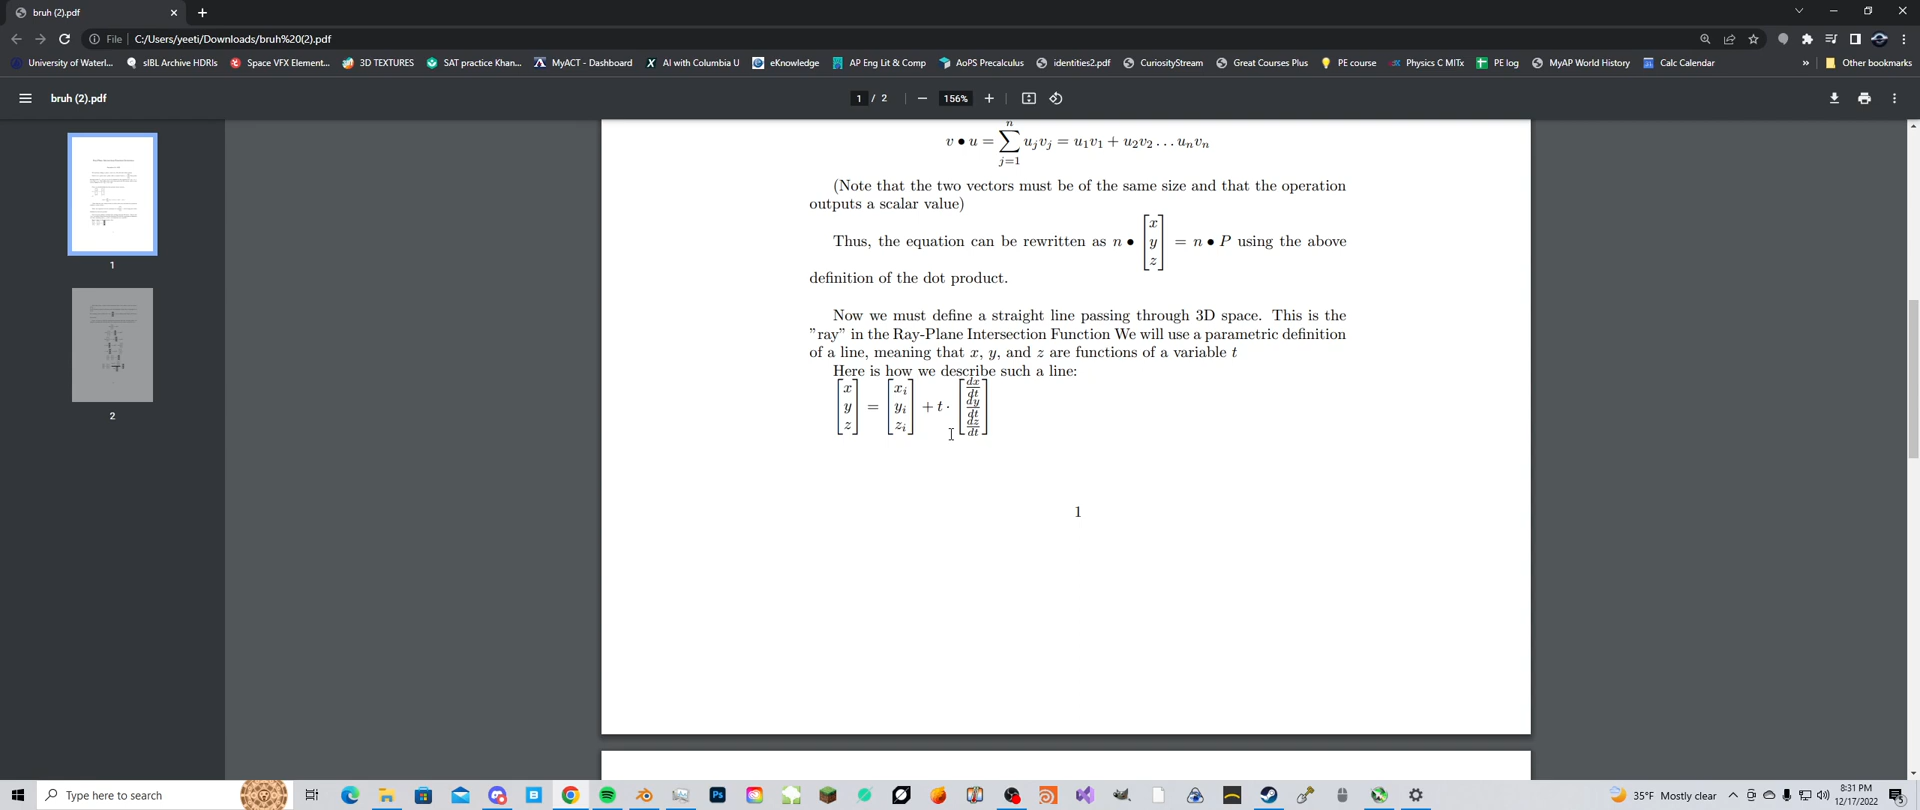 bruh (2).pdf
File C:/Users/yeeti/Downloads/bruh%20(2).pdf
University of Waterl... sIBL Archive HDRIs Space VFX Element... 3D TEXTURES SAT practice Khan... MyACT - Dashboard AI with Columbia U eKnowledge AP Eng Lit & Comp AoPS Precalculus identities2.pdf CuriosityStream Great Courses Plus PE course Physics C MITx PE log MyAP World History Calc Calendar » Other bookmarks
bruh (2).pdf 1 / 2 156%
v • u = ∑_{j=1}^{n} u_j v_j = u_1v_1 + u_2v_2 … u_nv_n
(Note that the two vectors must be of the same size and that the operation
outputs a scalar value)
Thus, the equation can be rewritten as n • [x y z] = n • P using the above
definition of the dot product.
Now we must define a straight line passing through 3D space. This is the
”ray” in the Ray-Plane Intersection Function We will use a parametric definition
of a line, meaning that x, y, and z are functions of a variable t
Here is how we describe such a line:
[x y z] = [x_i y_i z_i] + t · [dx/dt dy/dt dz/dt]
1
1
2
Type here to search
35°F Mostly clear
8:31 PM
12/17/2022
5